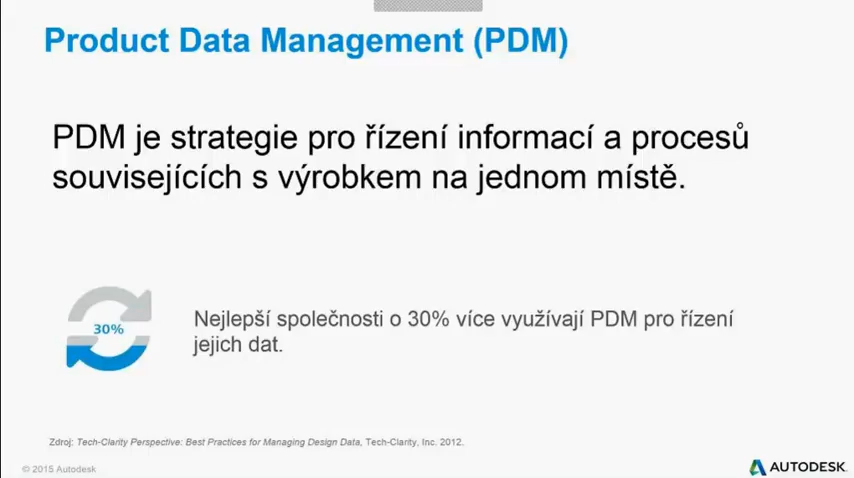 Product Data Management (PDM)
PDM je strategie pro řízení informací a procesů
souvisejících s výrobkem na jednom místě.
30%
Nejlepší společnosti o 30% více využívají PDM pro řízení
jejich dat.
Zdroj: Tech-Clarity Perspective: Best Practices for Managing Design Data, Tech-Clarity, Inc. 2012.
© 2015 Autodesk
AUTODESK.